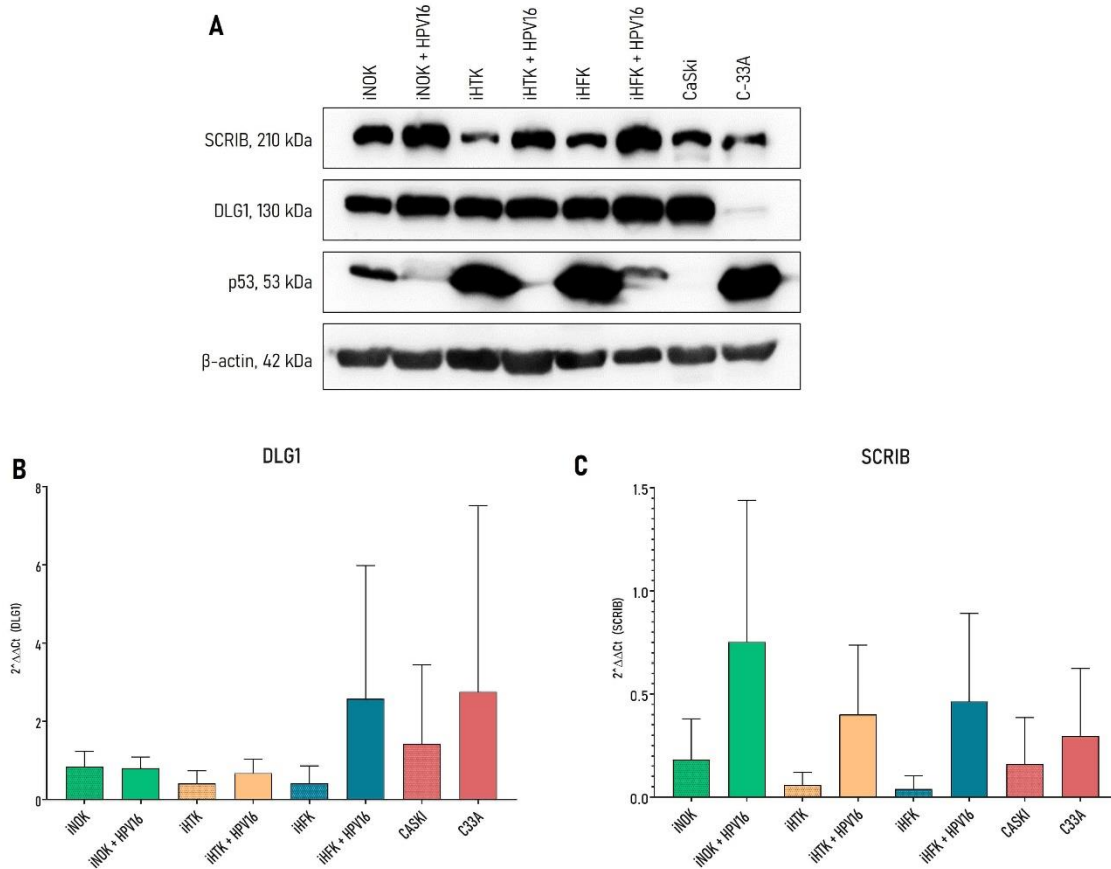 A
iNOK
iNOK + HPV16
iHTK
iHTK + HPV16
iHFK
iHFK + HPV16
CaSki
C-33A
SCRIB, 210 kDa
DLG1, 130 kDa
p53, 53 kDa
β-actin, 42 kDa
B
DLG1
8
6
4
2
0
2^ΔΔCt (DLG1)
iNOK
iNOK + HPV16
iHTK
iHTK + HPV16
iHFK
iHFK + HPV16
CASKI
C33A
C
SCRIB
1.5
1.0
0.5
0.0
2^ΔΔCt (SCRIB)
iNOK
iNOK + HPV16
iHTK
iHTK + HPV16
iHFK
iHFK + HPV16
CASKI
C33A